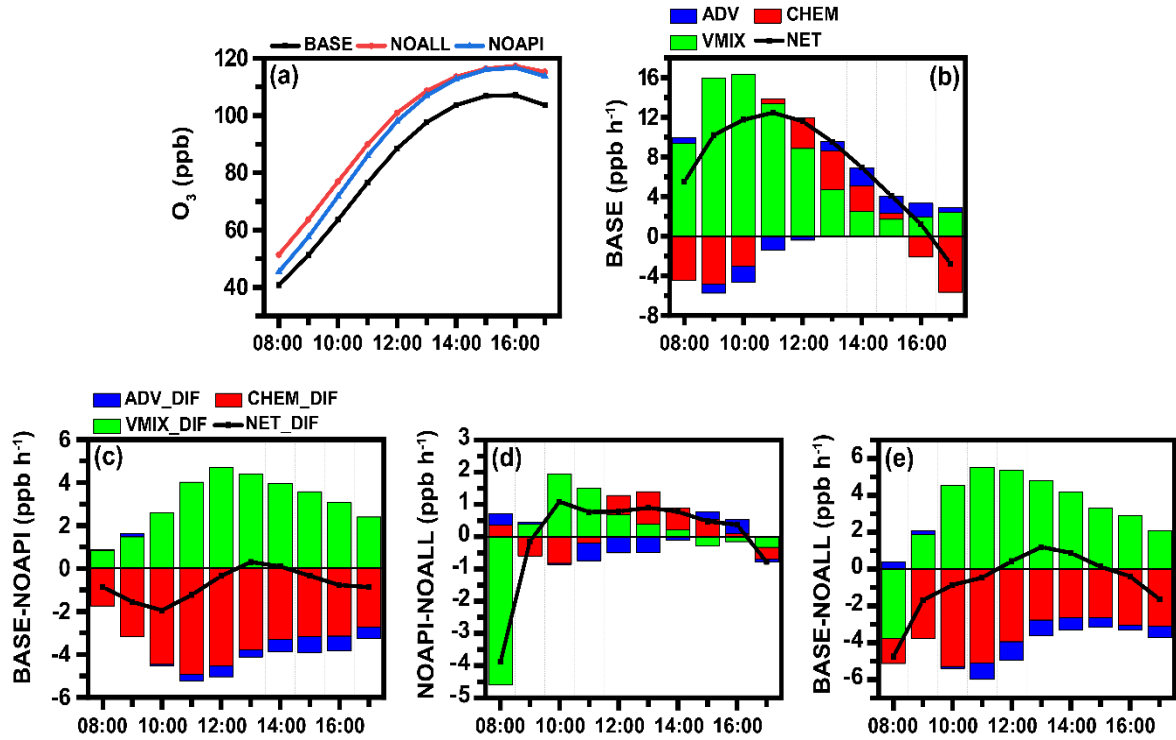 BASE NOALL NOAPI
(a)
O₃ (ppb)
120
100
80
60
40
08:00 10:00 12:00 14:00 16:00
ADV CHEM
VMIX NET
(b)
BASE (ppb h⁻¹)
16
12
8
4
0
-4
-8
08:00 10:00 12:00 14:00 16:00
ADV_DIF CHEM_DIF
VMIX_DIF NET_DIF
(c)
BASE-NOAPI (ppb h⁻¹)
6
4
2
0
-2
-4
-6
08:00 10:00 12:00 14:00 16:00
(d)
NOAPI-NOALL (ppb h⁻¹)
3
2
1
0
-1
-2
-3
-4
-5
08:00 10:00 12:00 14:00 16:00
(e)
BASE-NOALL (ppb h⁻¹)
6
4
2
0
-2
-4
-6
08:00 10:00 12:00 14:00 16:00